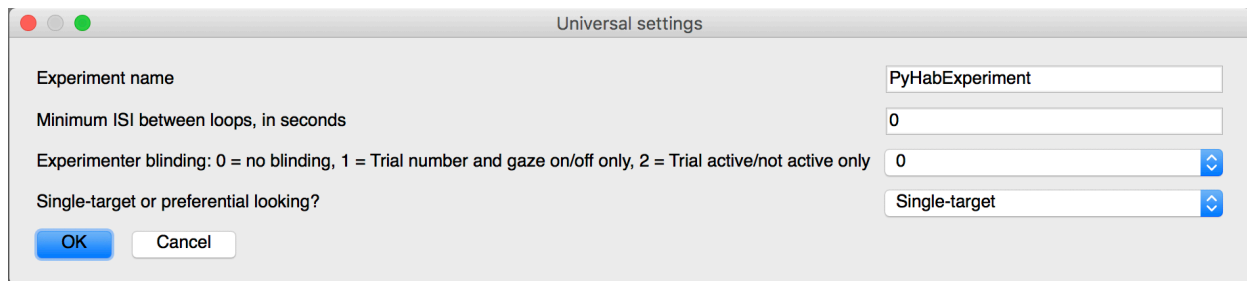 Universal settings
Experiment name PyHabExperiment
Minimum ISI between loops, in seconds 0
Experimenter blinding: 0 = no blinding, 1 = Trial number and gaze on/off only, 2 = Trial active/not active only 0
Single-target or preferential looking? Single-target
OK Cancel